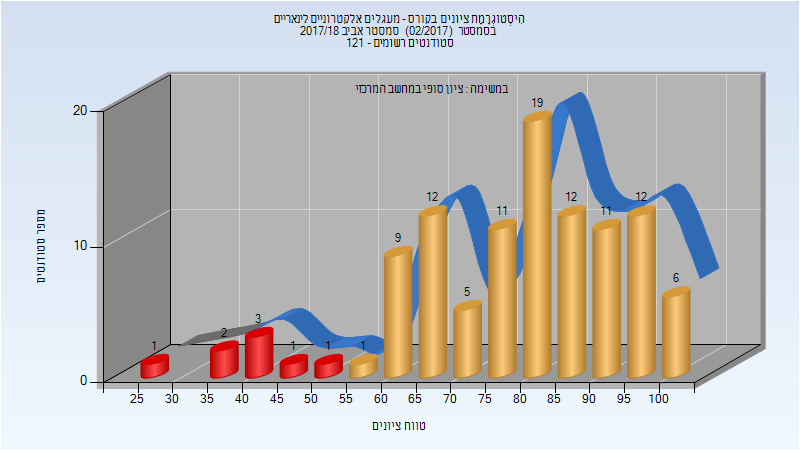 היסטוגרמת ציונים בקורס - מעגלים אלקטרוניים לינאריים
בסמסטר (02/2017) סמסטר אביב 2017/18
סטודנטים רשומים - 121
במשימה : ציון סופי במחשב המרכזי
מספר סטודנטים
20
10
0
1
2
3
1
1
1
9
12
5
11
19
12
11
12
6
25 30 35 40 45 50 55 60 65 70 75 80 85 90 95 100
טווח ציונים